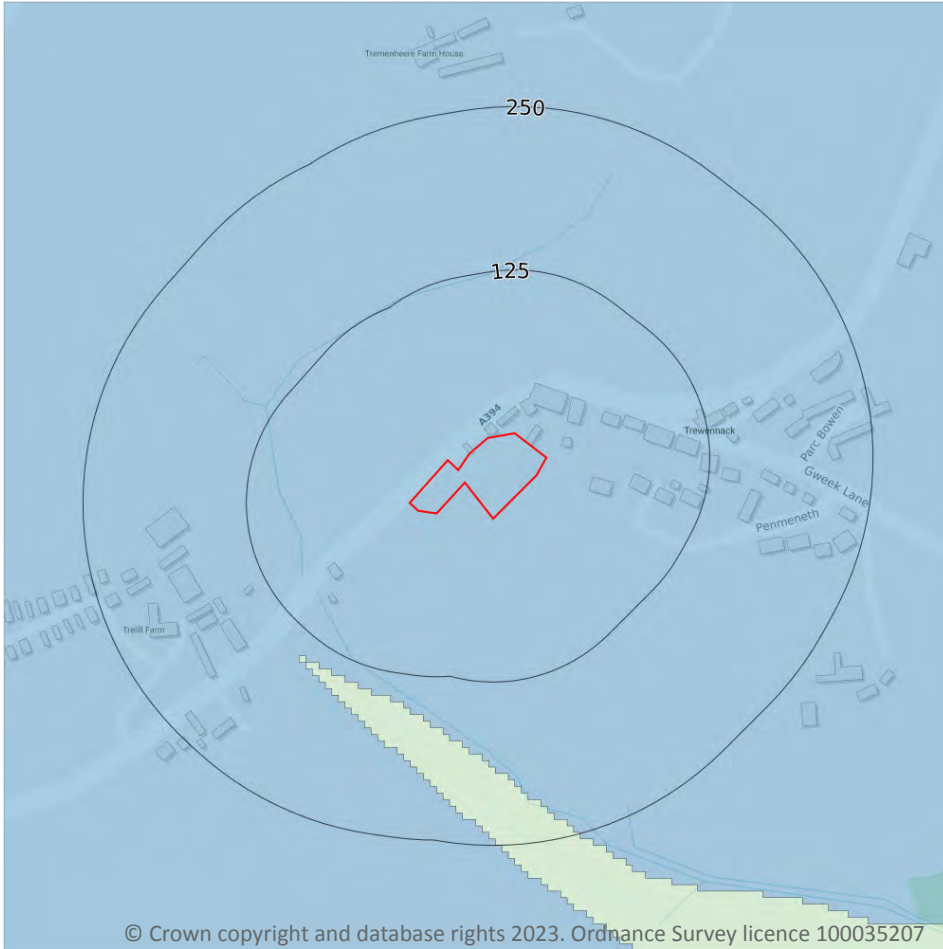 Tremenheere Farm House
250
125
A394
Trewennack
Parc Bowen
Gweek Lane
Penmeneth
Trelill Farm
© Crown copyright and database rights 2023. Ordnance Survey licence 100035207